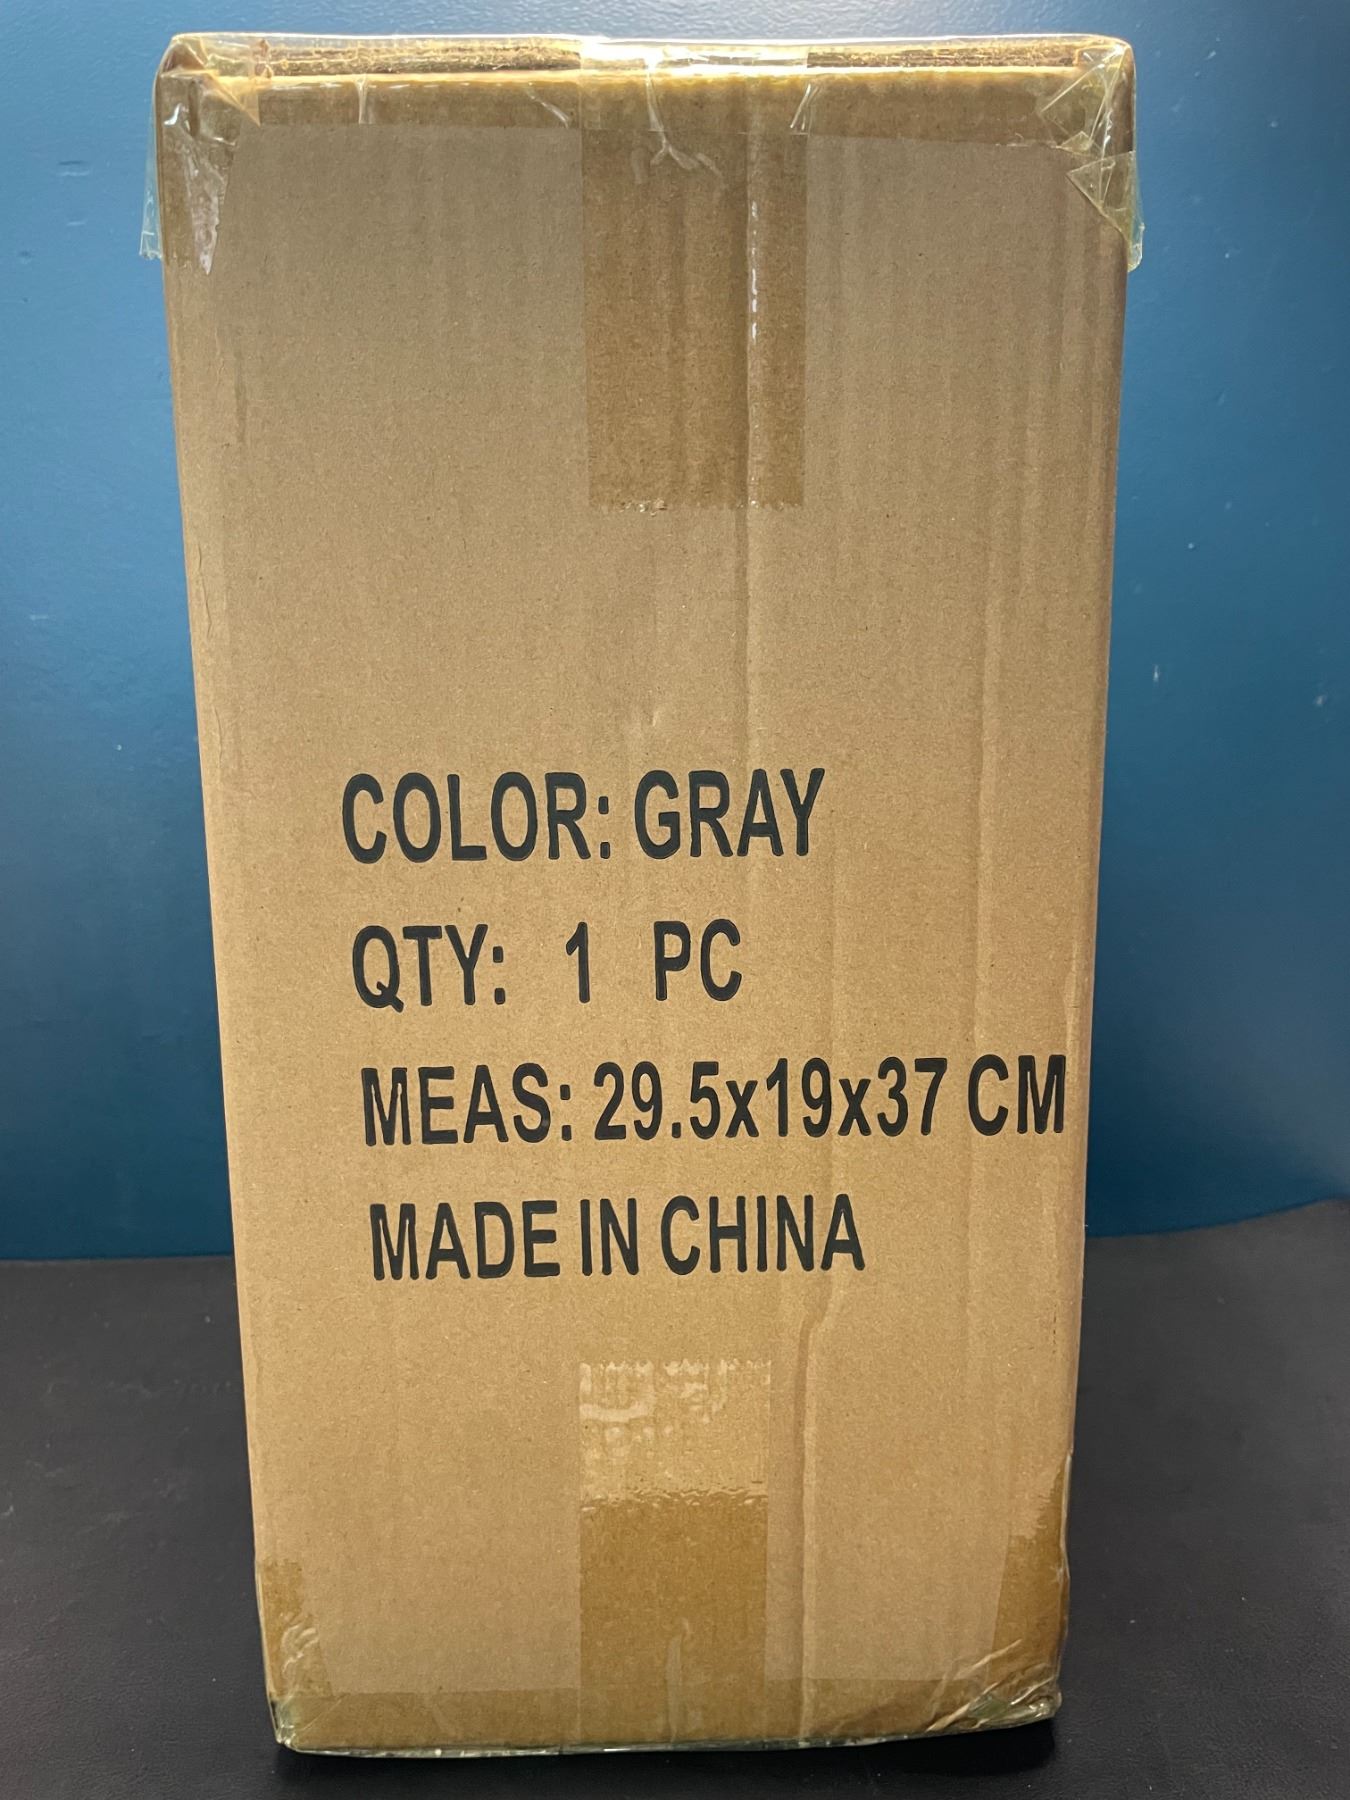 COLOR: GRAY
QTY: 1 PC
MEAS: 29.5x19x37 CM
MADE IN CHINA